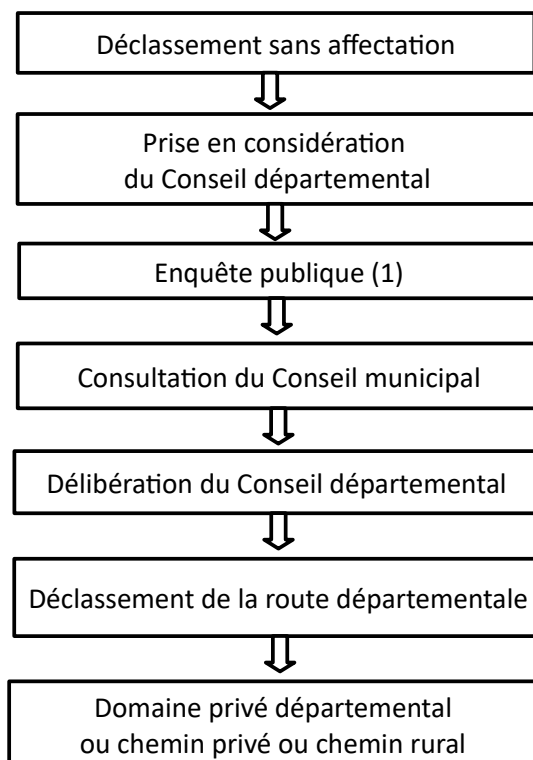 Déclassement sans affectation
Prise en considération
du Conseil départemental
Enquête publique (1)
Consultation du Conseil municipal
Délibération du Conseil départemental
Déclassement de la route départementale
Domaine privé départemental
ou chemin privé ou chemin rural